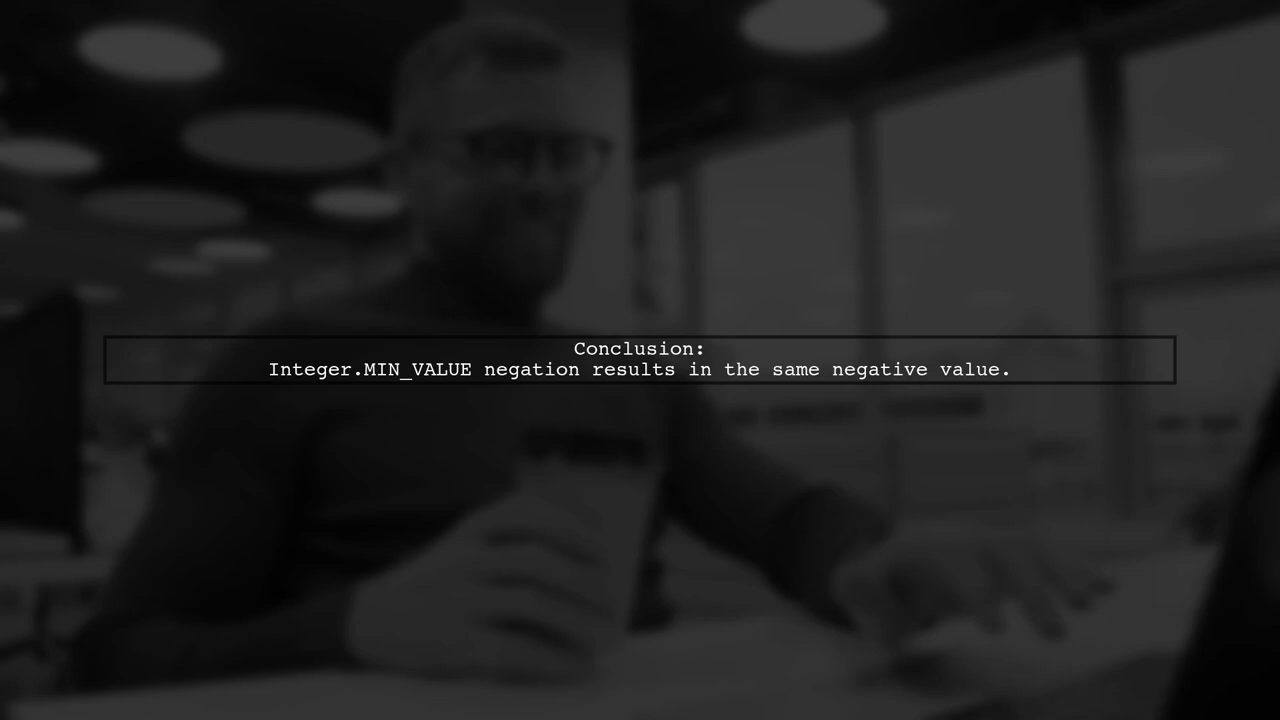 Conclusion:
Integer.MIN_VALUE negation results in the same negative value.